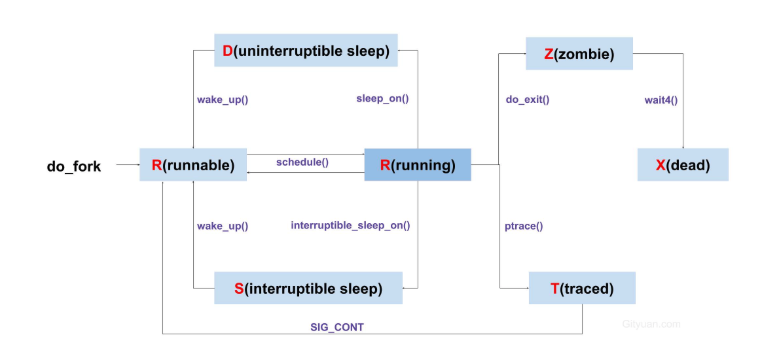 D(uninterruptible sleep)
Z(zombie)
wake_up()
sleep_on()
do_exit()
wait4()
do_fork
R(runnable)
schedule()
R(running)
X(dead)
wake_up()
interruptible_sleep_on()
ptrace()
S(interruptible sleep)
T(traced)
SIG_CONT
Gityuan.com